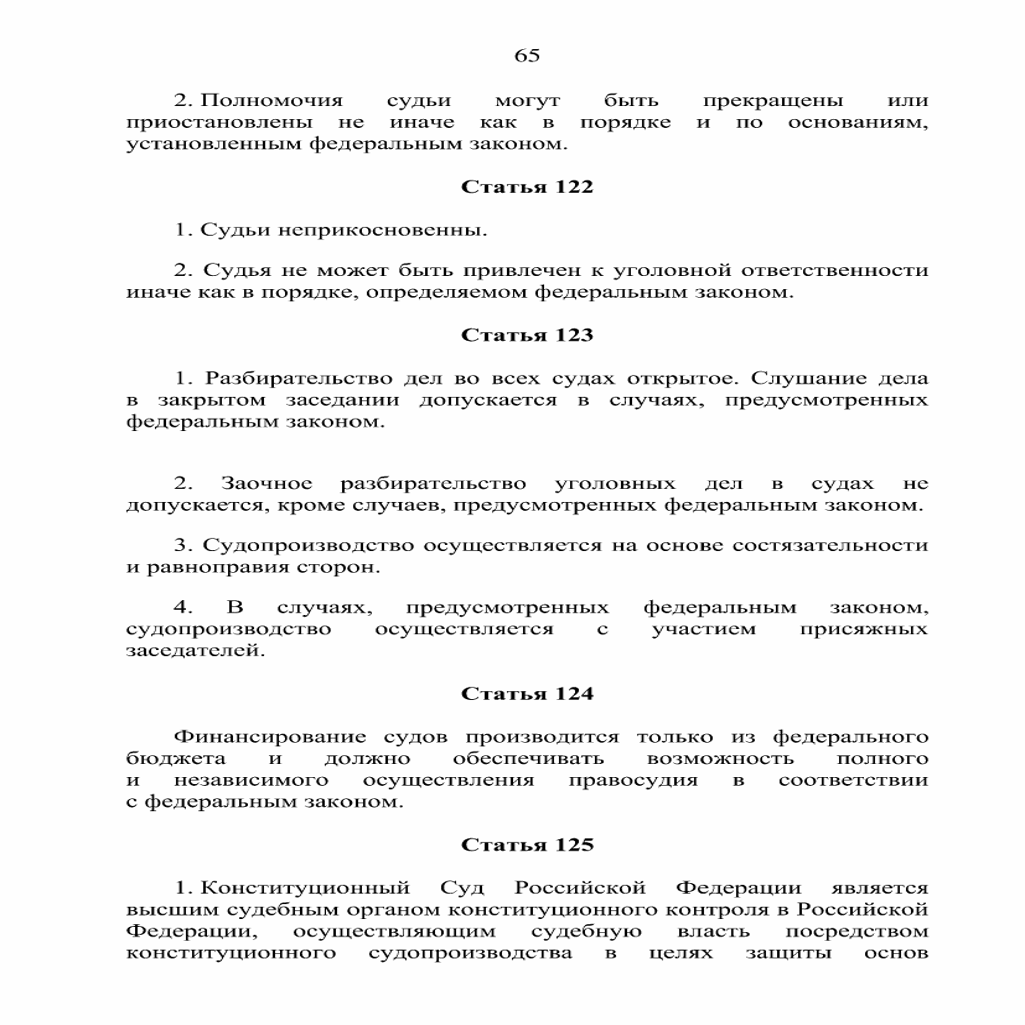 65
2. Полномочия судьи могут быть прекращены или
приостановлены не иначе как в порядке и по основаниям,
установленным федеральным законом.
Статья 122
1. Судьи неприкосновенны.
2. Судья не может быть привлечен к уголовной ответственности
иначе как в порядке, определяемом федеральным законом.
Статья 123
1. Разбирательство дел во всех судах открытое. Слушание дела
в закрытом заседании допускается в случаях, предусмотренных
федеральным законом.
2. Заочное разбирательство уголовных дел в судах не
допускается, кроме случаев, предусмотренных федеральным законом.
3. Судопроизводство осуществляется на основе состязательности
и равноправия сторон.
4. В случаях, предусмотренных федеральным законом,
судопроизводство осуществляется с участием присяжных
заседателей.
Статья 124
Финансирование судов производится только из федерального
бюджета и должно обеспечивать возможность полного
и независимого осуществления правосудия в соответствии
с федеральным законом.
Статья 125
1. Конституционный Суд Российской Федерации является
высшим судебным органом конституционного контроля в Российской
Федерации, осуществляющим судебную власть посредством
конституционного судопроизводства в целях защиты основ